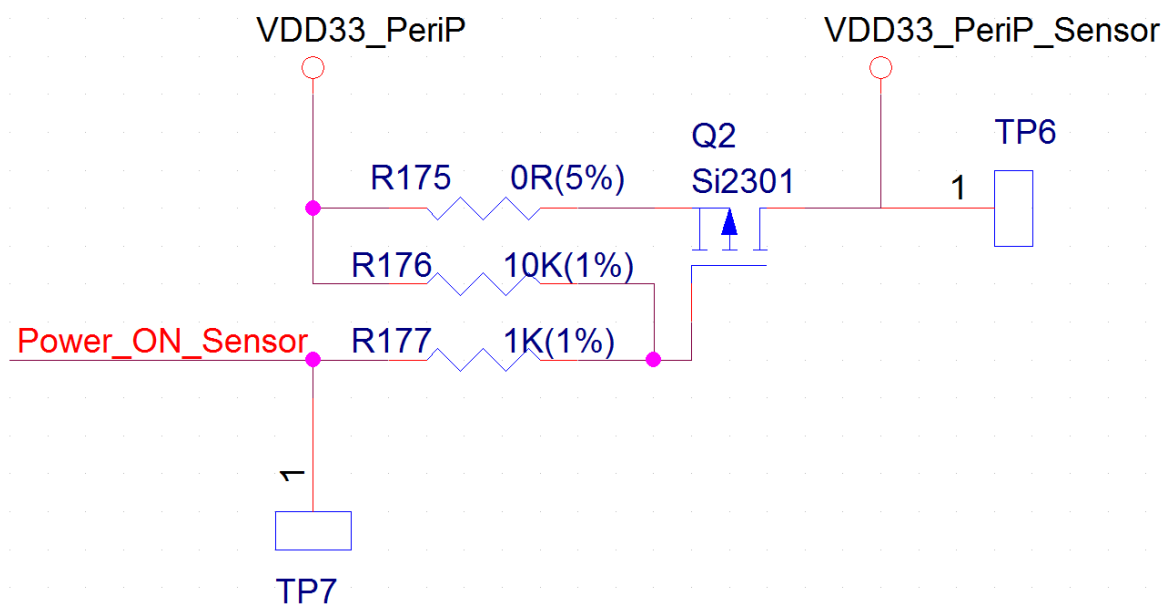 VDD33_PeriP
VDD33_PeriP_Sensor
Q2
TP6
R175
0R(5%)
Si2301
1
R176
10K(1%)
Power_ON_Sensor
R177
1K(1%)
1
TP7